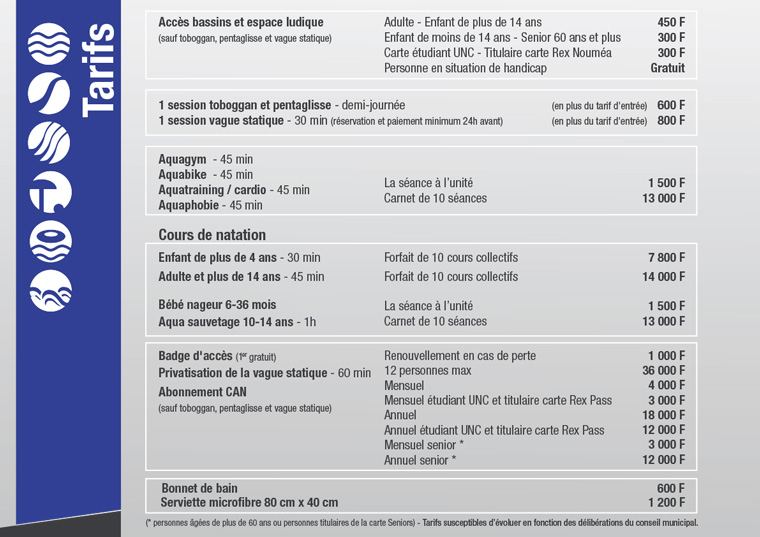 Tarifs
Accès bassins et espace ludique Adulte - Enfant de plus de 14 ans 450 F
(sauf toboggan, pentaglisse et vague statique) Enfant de moins de 14 ans - Senior 60 ans et plus 300 F
Carte étudiant UNC - Titulaire carte Rex Nouméa 300 F
Personne en situation de handicap Gratuit
1 session toboggan et pentaglisse - demi-journée (en plus du tarif d'entrée) 600 F
1 session vague statique - 30 min (réservation et paiement minimum 24h avant) (en plus du tarif d'entrée) 800 F
Aquagym - 45 min
Aquabike - 45 min
Aquatraining / cardio - 45 min La séance à l'unité 1 500 F
Aquaphobie - 45 min Carnet de 10 séances 13 000 F
Cours de natation
Enfant de plus de 4 ans - 30 min Forfait de 10 cours collectifs 7 800 F
Adulte et plus de 14 ans - 45 min Forfait de 10 cours collectifs 14 000 F
Bébé nageur 6-36 mois La séance à l'unité 1 500 F
Aqua sauvetage 10-14 ans - 1h Carnet de 10 séances 13 000 F
Badge d'accès (1er gratuit) Renouvellement en cas de perte 1 000 F
Privatisation de la vague statique - 60 min 12 personnes max 36 000 F
Abonnement CAN Mensuel 4 000 F
(sauf toboggan, pentaglisse et vague statique) Mensuel étudiant UNC et titulaire carte Rex Pass 3 000 F
Annuel 18 000 F
Annuel étudiant UNC et titulaire carte Rex Pass 12 000 F
Mensuel senior * 3 000 F
Annuel senior * 12 000 F
Bonnet de bain 600 F
Serviette microfibre 80 cm x 40 cm 1 200 F
(* personnes âgées de plus de 60 ans ou personnes titulaires de la carte Seniors) - Tarifs susceptibles d'évoluer en fonction des délibérations du conseil municipal.